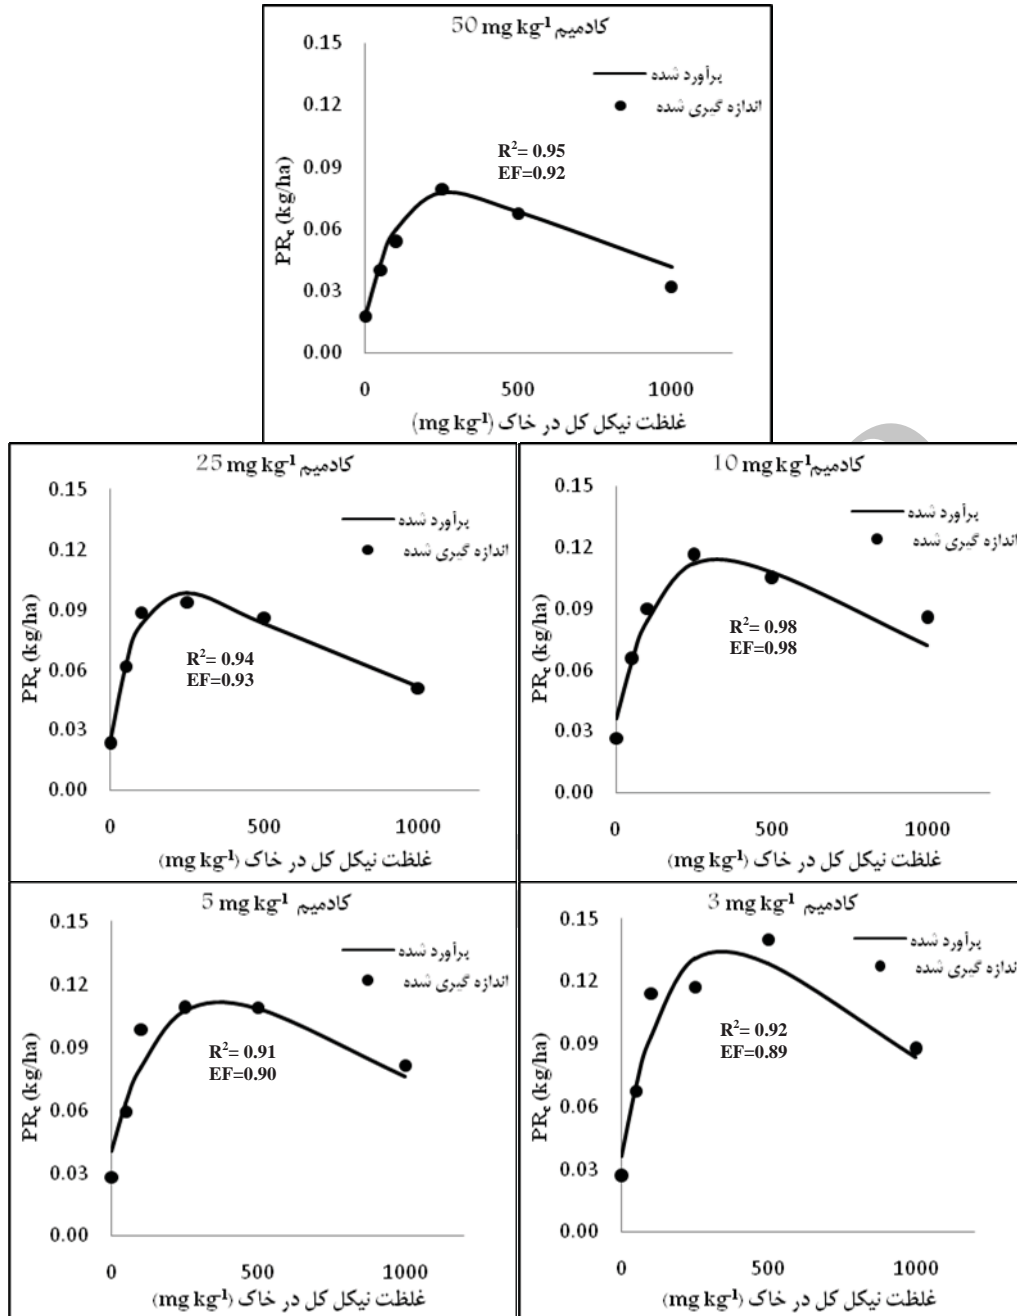 کادمیم 50 mg kg-1
0.15
0.12
0.09
0.06
0.03
0.00
PRc (kg/ha)
برآورد شده
اندازه گیری شده
R2= 0.95
EF=0.92
0 500 1000
غلظت نیکل کل در خاک (mg kg-1)
کادمیم 25 mg kg-1
0.15
0.12
0.09
0.06
0.03
0.00
PRc (kg/ha)
برآورد شده
اندازه گیری شده
R2= 0.94
EF=0.93
0 500 1000
غلظت نیکل کل در خاک (mg kg-1)
کادمیم 10 mg kg-1
0.15
0.12
0.09
0.06
0.03
0.00
PRc (kg/ha)
برآورد شده
اندازه گیری شده
R2= 0.98
EF=0.98
0 500 1000
غلظت نیکل کل در خاک (mg kg-1)
کادمیم 5 mg kg-1
0.15
0.12
0.09
0.06
0.03
0.00
PRc (kg/ha)
برآورد شده
اندازه گیری شده
R2= 0.91
EF=0.90
0 500 1000
غلظت نیکل کل در خاک (mg kg-1)
کادمیم 3 mg kg-1
0.15
0.12
0.09
0.06
0.03
0.00
PRc (kg/ha)
برآورد شده
اندازه گیری شده
R2= 0.92
EF=0.89
0 500 1000
غلظت نیکل کل در خاک (mg kg-1)